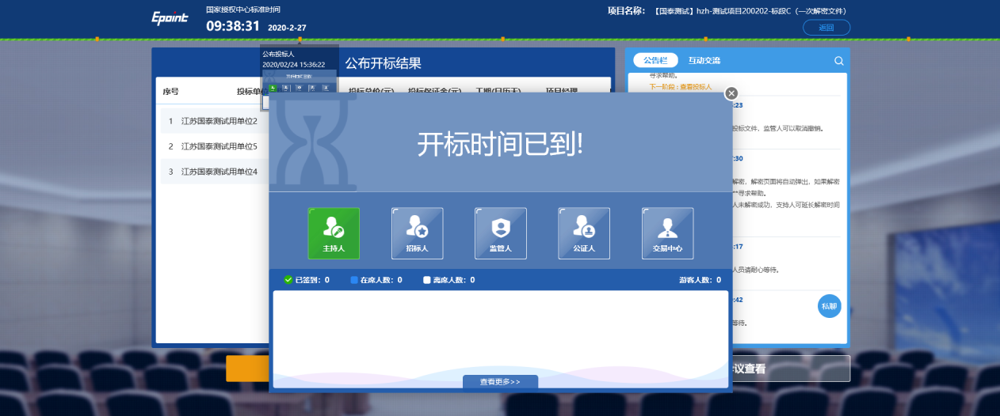 Epoint
国家授权中心标准时间
09:38:31 2020-2-27
项目名称： 【国泰测试】hzh-测试项目200202-标段C（一次解密文件）
返回
公布投标人
2020/02/24 15:36:22
公布开标结果
公告栏 互动交流
寻求帮助。
下一阶段：查看投标人
序号 投标单位 投标总价(元) 投标保证金(元) 工期(日历天) 项目经理
1 江苏国泰测试用单位2
2 江苏国泰测试用单位5
3 江苏国泰测试用单位4
开标时间已到!
主持人 招标人 监管人 公证人 交易中心
已签到：0 在席人数：0 离席人数：0 游客人数：0
查看更多>>
:23
投标文件，监管人可以取消撤销。
:30
解密，解密页面将自动弹出，如果解密
**寻求帮助。
人未解密成功，支持人可延长解密时间
:17
人员请耐心等待。
:42
等待。
私聊
议查看